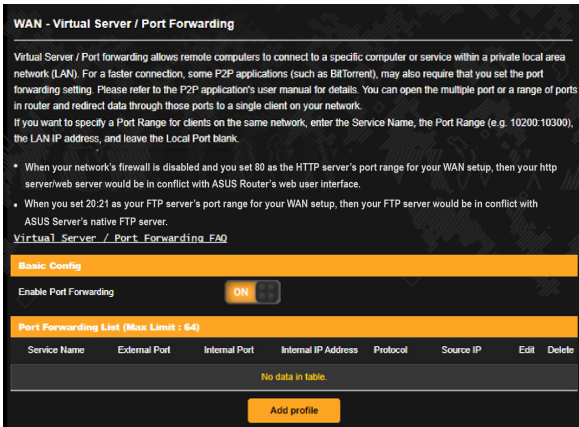 WAN - Virtual Server / Port Forwarding
Virtual Server / Port forwarding allows remote computers to connect to a specific computer or service within a private local area
network (LAN). For a faster connection, some P2P applications (such as BitTorrent), may also require that you set the port
forwarding setting. Please refer to the P2P application's user manual for details. You can open the multiple port or a range of ports
in router and redirect data through those ports to a single client on your network.
If you want to specify a Port Range for clients on the same network, enter the Service Name, the Port Range (e.g. 10200:10300),
the LAN IP address, and leave the Local Port blank.
• When your network's firewall is disabled and you set 80 as the HTTP server's port range for your WAN setup, then your http
server/web server would be in conflict with ASUS Router's web user interface.
• When you set 20:21 as your FTP server's port range for your WAN setup, then your FTP server would be in conflict with
ASUS Server's native FTP server.
Virtual Server / Port Forwarding FAQ
Basic Config
Enable Port Forwarding ON
Port Forwarding List (Max Limit : 64)
Service Name External Port Internal Port Internal IP Address Protocol Source IP Edit Delete
No data in table.
Add profile